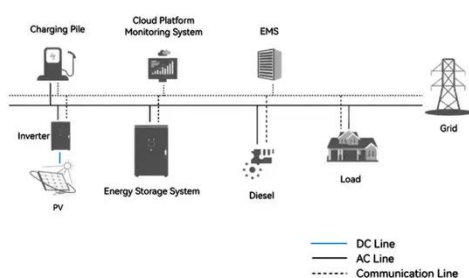 Charging Pile
Cloud Platform
Monitoring System
EMS
Grid
Inverter
PV
Energy Storage System
Diesel
Load
DC Line
AC Line
Communication Line